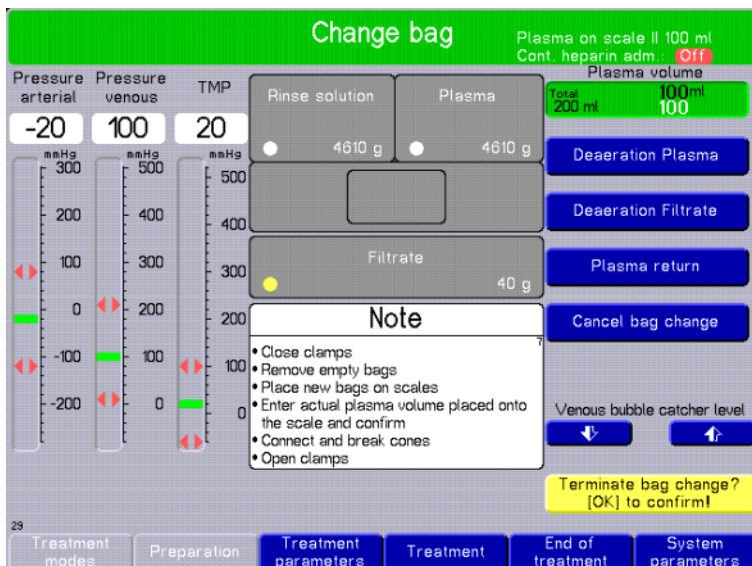 Change bag
Plasma on scale II 100 ml
Cont. heparin adm.: Off
Pressure arterial
Pressure venous
TMP
-20
100
20
mmHg
300
200
100
0
-100
-200
mmHg
500
400
300
200
100
0
mmHg
500
400
300
200
100
0
Rinse solution
4610 g
Plasma
4610 g
Filtrate
40 g
Note
7
• Close clamps
• Remove empty bags
• Place new bags on scales
• Enter actual plasma volume placed onto
the scale and confirm
• Connect and break cones
• Open clamps
Plasma volume
Total 100 ml
200 ml 100
Deaeration Plasma
Deaeration Filtrate
Plasma return
Cancel bag change
Venous bubble catcher level
Terminate bag change?
[OK] to confirm!
29
Treatment modes
Preparation
Treatment parameters
Treatment
End of treatment
System parameters